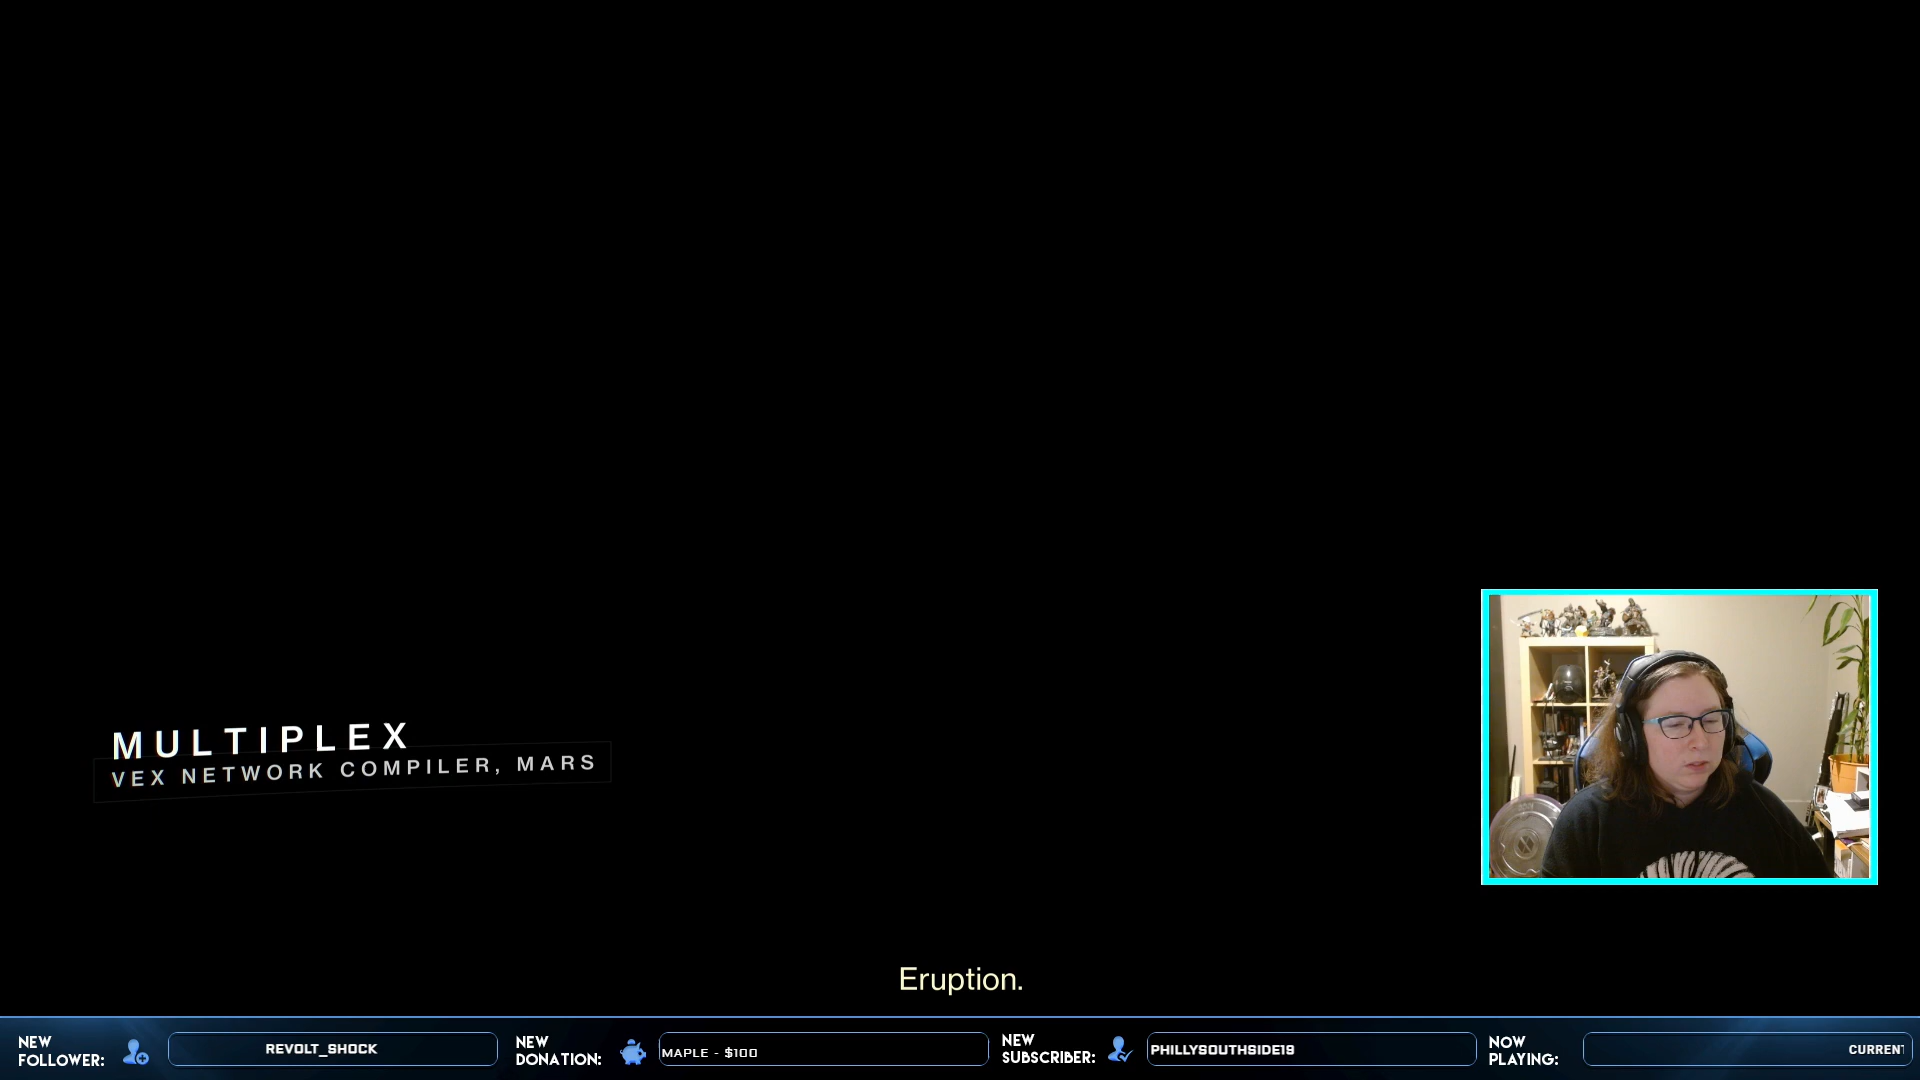 MULTIPLEX
VEX NETWORK COMPILER, MARS
Eruption.
NEW
FOLLOWER:
REVOLT_SHOCK
NEW
DONATION:
MAPLE - $100
NEW
SUBSCRIBER:
PHILLYSOUTHSIDE19
NOW
PLAYING:
CURRENT